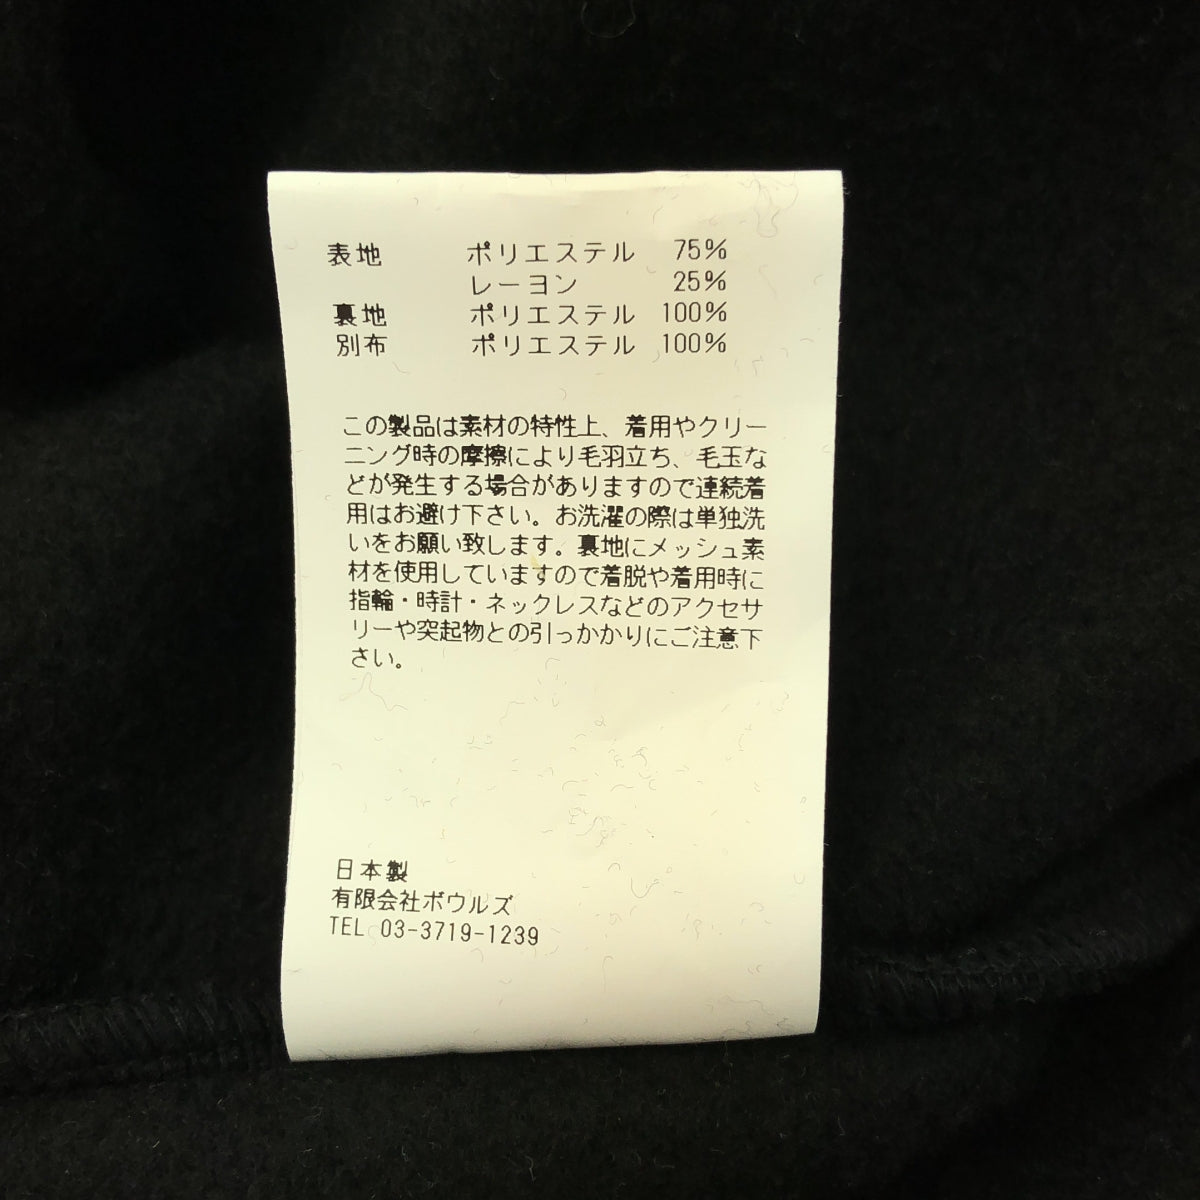 表地 ポリエステル 75%
レーヨン 25%
裏地 ポリエステル 100%
別布 ポリエステル 100%
この製品は素材の特性上、着用やクリー
ニング時の摩擦により毛羽立ち、毛玉な
どが発生する場合がありますので連続着
用はお避け下さい。お洗濯の際は単独洗
いをお願い致します。裏地にメッシュ素
材を使用していますので着脱や着用時に
指輪・時計・ネックレスなどのアクセサ
リーや突起物との引っかかりにご注意下
さい。
日本製
有限会社ボウルズ
TEL 03-3719-1239